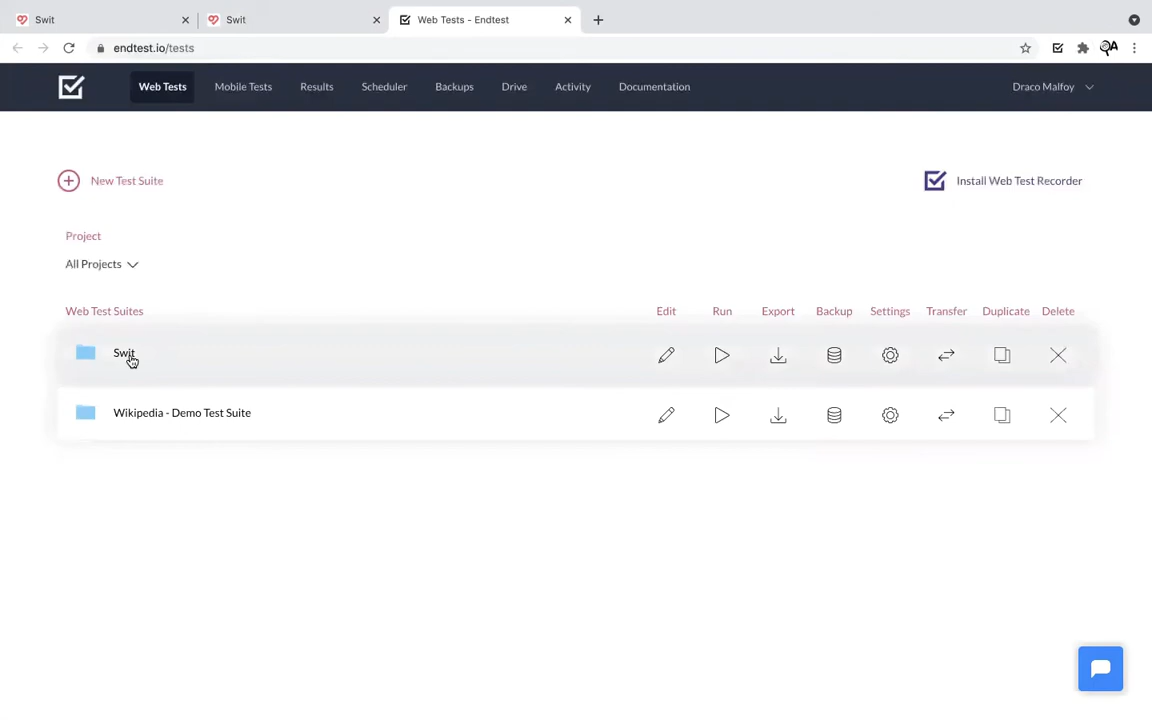 Swit
Swit
Web Tests - Endtest
endtest.io/tests
Web Tests
Mobile Tests
Results
Scheduler
Backups
Drive
Activity
Documentation
Draco Malfoy
New Test Suite
Install Web Test Recorder
Project
All Projects
Web Test Suites
Edit
Run
Export
Backup
Settings
Transfer
Duplicate
Delete
Swit
Wikipedia - Demo Test Suite